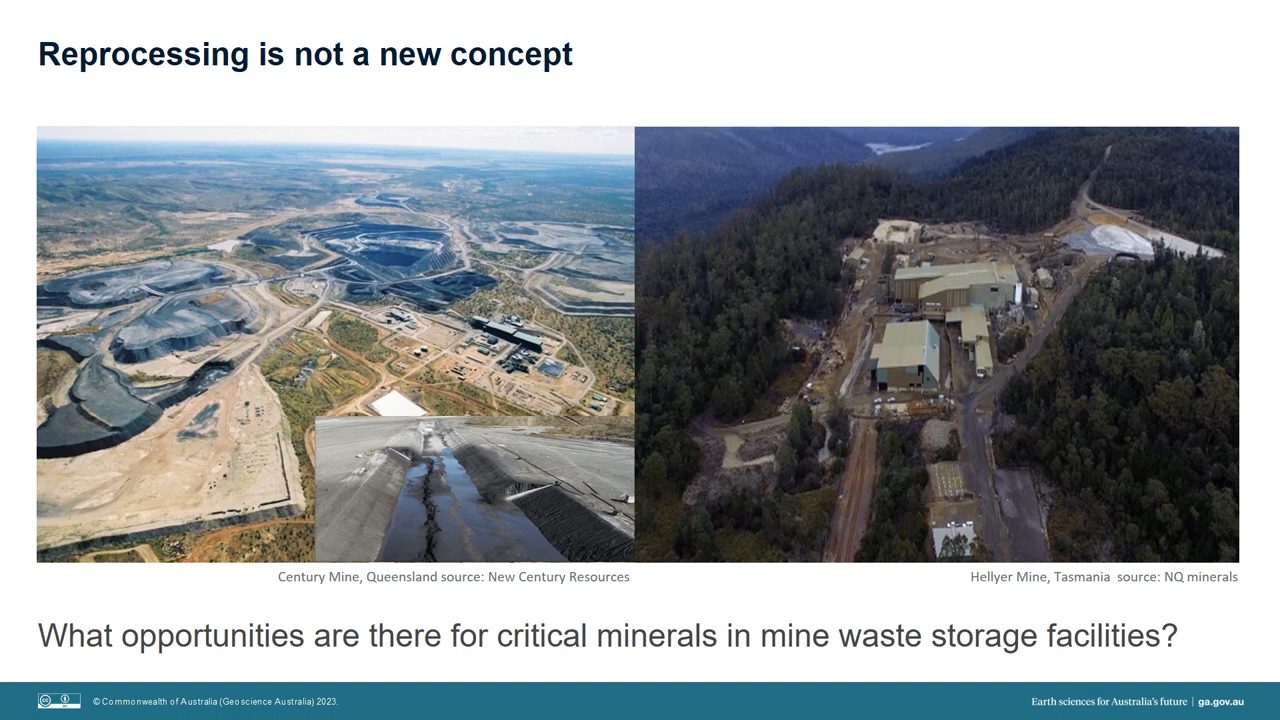 Reprocessing is not a new concept
Century Mine, Queensland source: New Century Resources
Hellyer Mine, Tasmania source: NQ minerals
What opportunities are there for critical minerals in mine waste storage facilities?
© Commonwealth of Australia (Geoscience Australia) 2023.
Earth sciences for Australia's future | ga.gov.au